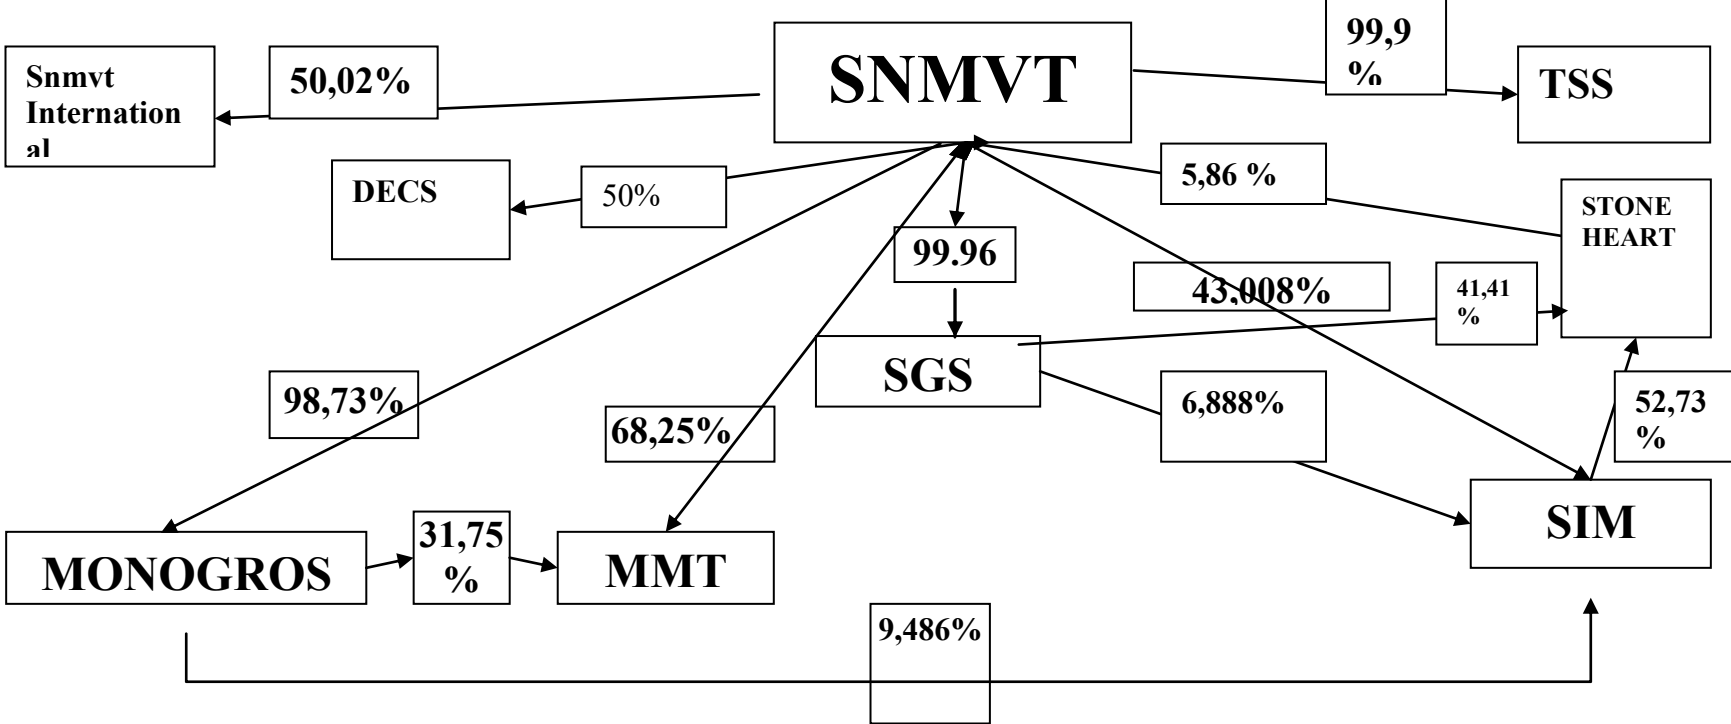 SNMVT
99,9
%
Snmvt
Internation
al
50,02%
TSS
DECS
50%
5,86 %
STONE
HEART
99.96
43,008%
41,41
%
SGS
98,73%
68,25%
6,888%
52,73
%
MONOGROS
31,75
%
MMT
SIM
9,486%